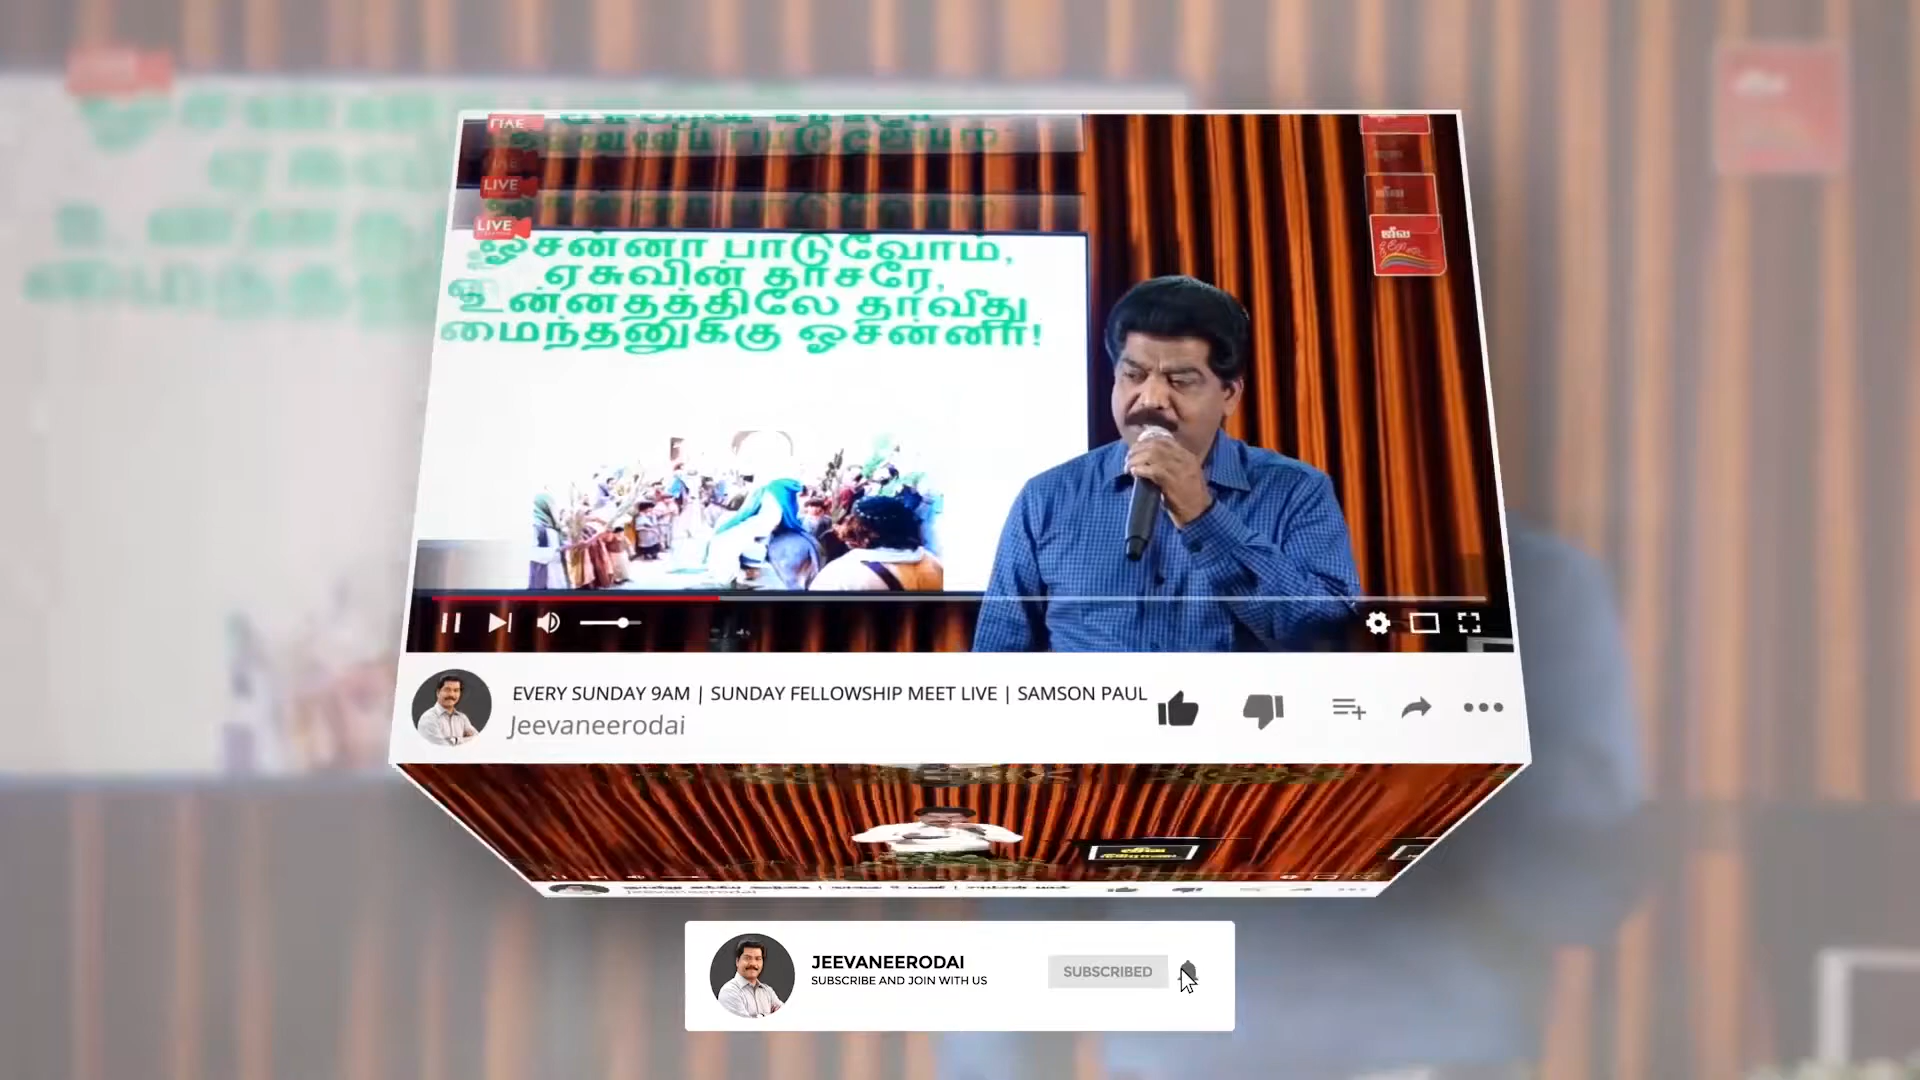 LIVE
LIVE
ஜீவ
ஓசன்னா பாடுவோம்,
ஏசுவின் தாசரே,
உன்னதத்திலே தாவீது
மைந்தனுக்கு ஓசன்னா!
EVERY SUNDAY 9AM | SUNDAY FELLOWSHIP MEET LIVE | SAMSON PAUL
Jeevaneerodai
JEEVANEERODAI
SUBSCRIBE AND JOIN WITH US
SUBSCRIBED